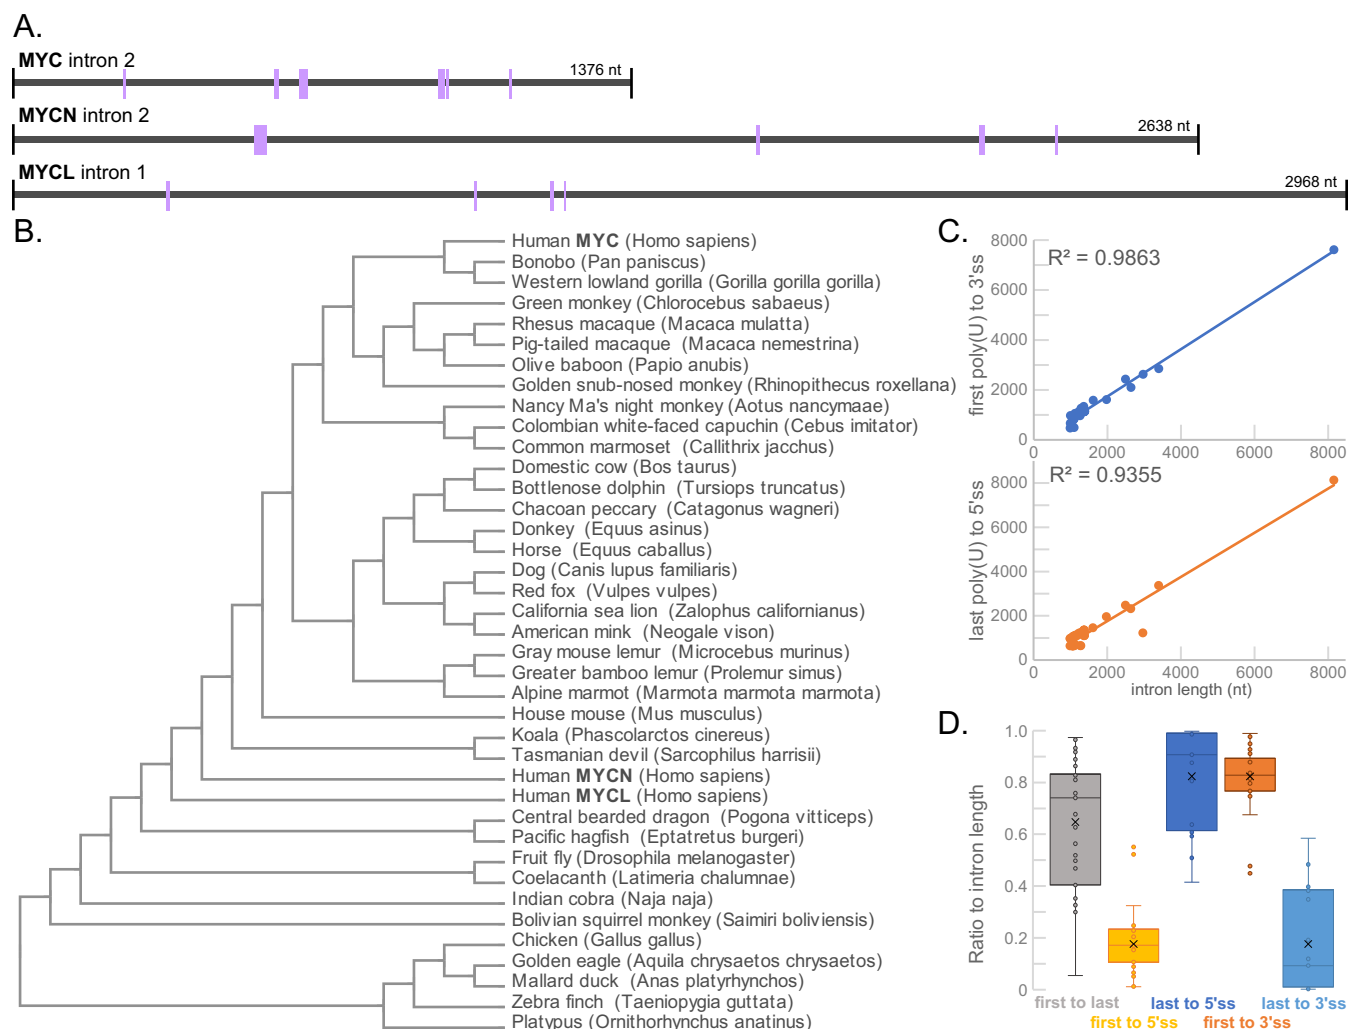 A.
MYC intron 2
1376 nt
MYCN intron 2
2638 nt
MYCL intron 1
2968 nt
B.
Human MYC (Homo sapiens)
Bonobo (Pan paniscus)
Western lowland gorilla (Gorilla gorilla gorilla)
Green monkey (Chlorocebus sabaeus)
Rhesus macaque (Macaca mulatta)
Pig-tailed macaque (Macaca nemestrina)
Olive baboon (Papio anubis)
Golden snub-nosed monkey (Rhinopithecus roxellana)
Nancy Ma's night monkey (Aotus nancymaae)
Colombian white-faced capuchin (Cebus imitator)
Common marmoset (Callithrix jacchus)
Domestic cow (Bos taurus)
Bottlenose dolphin (Tursiops truncatus)
Chacoan peccary (Catagonus wagneri)
Donkey (Equus asinus)
Horse (Equus caballus)
Dog (Canis lupus familiaris)
Red fox (Vulpes vulpes)
California sea lion (Zalophus californianus)
American mink (Neogale vison)
Gray mouse lemur (Microcebus murinus)
Greater bamboo lemur (Prolemur simus)
Alpine marmot (Marmota marmota marmota)
House mouse (Mus musculus)
Koala (Phascolarctos cinereus)
Tasmanian devil (Sarcophilus harrisii)
Human MYCN (Homo sapiens)
Human MYCL (Homo sapiens)
Central bearded dragon (Pogona vitticeps)
Pacific hagfish (Eptatretus burgeri)
Fruit fly (Drosophila melanogaster)
Coelacanth (Latimeria chalumnae)
Indian cobra (Naja naja)
Bolivian squirrel monkey (Saimiri boliviensis)
Chicken (Gallus gallus)
Golden eagle (Aquila chrysaetos chrysaetos)
Mallard duck (Anas platyrhynchos)
Zebra finch (Taeniopygia guttata)
Platypus (Ornithorhynchus anatinus)
C.
first poly(U) to 3'ss
8000
6000
4000
2000
0
R² = 0.9863
0 2000 4000 6000 8000
last poly(U) to 5'ss
8000
6000
4000
2000
0
R² = 0.9355
0 2000 4000 6000 8000
intron length (nt)
D.
Ratio to intron length
1.0
0.8
0.6
0.4
0.2
0
first to last
first to 5'ss
last to 5'ss
first to 3'ss
last to 3'ss